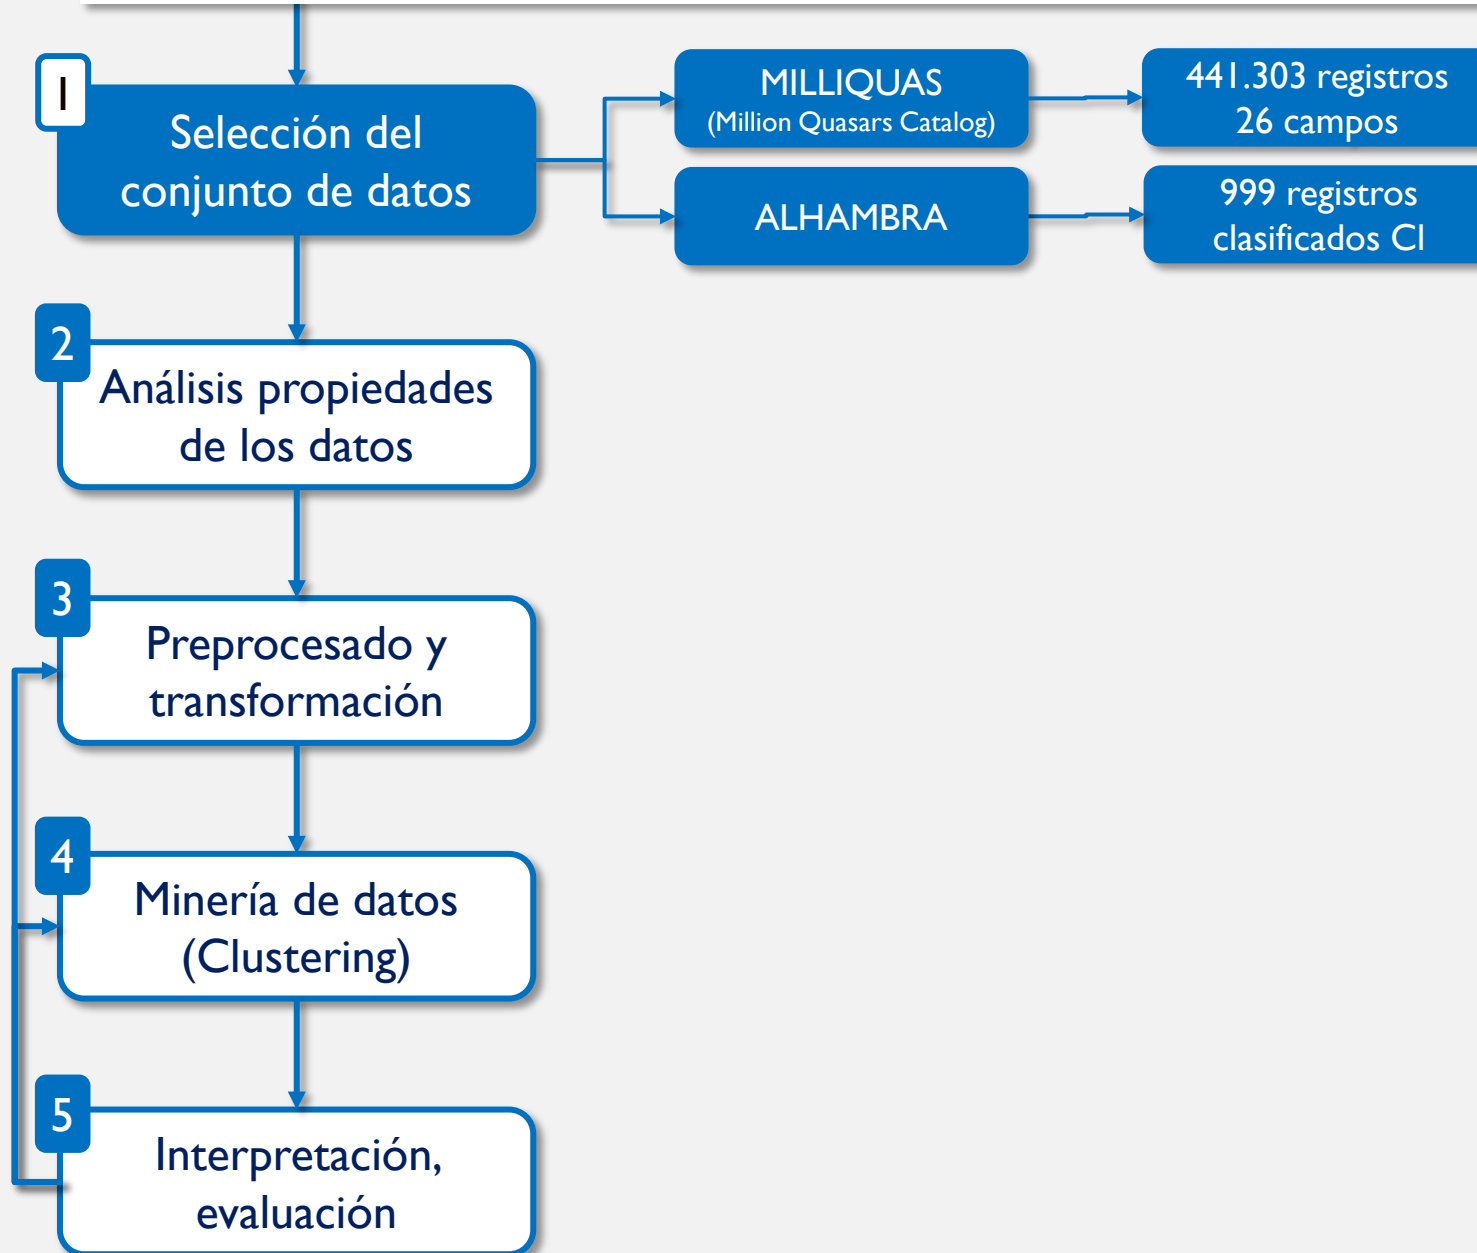 1
Selección del
conjunto de datos
MILLIQUAS
(Million Quasars Catalog)
441.303 registros
26 campos
ALHAMBRA
999 registros
clasificados Cl
2
Análisis propiedades
de los datos
3
Preprocesado y
transformación
4
Minería de datos
(Clustering)
5
Interpretación,
evaluación